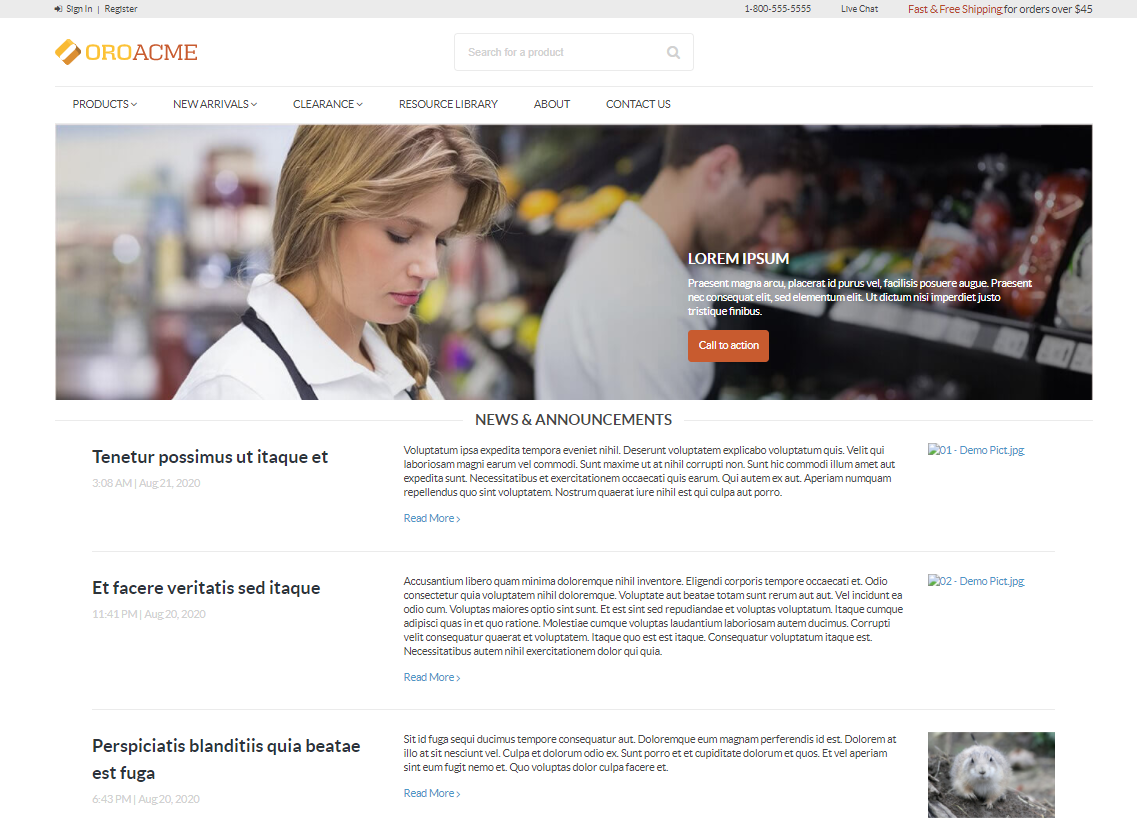 Sign In | Register
1-800-555-5555
Live Chat
Fast & Free Shipping for orders over $45
OROACME
Search for a product
PRODUCTS
NEW ARRIVALS
CLEARANCE
RESOURCE LIBRARY
ABOUT
CONTACT US
LOREM IPSUM
Praesent magna arcu, placerat id purus vel, facilisis posuere augue. Praesent
nec consequat elit, sed elementum elit. Ut dictum nisi imperdiet justo
tristique finibus.
Call to action
NEWS & ANNOUNCEMENTS
Tenetur possimus ut itaque et
3:08 AM | Aug 21, 2020
Voluptatum ipsa expedita tempora eveniet nihil. Deserunt voluptatem explicabo voluptatum quis. Velit qui
laboriosam magni earum vel commodi. Sunt maxime ut at nihil corrupti non. Sunt hic commodi illum amet aut
expedita sunt. Necessitatibus et exercitationem occaecati quis earum. Qui autem ex aut. Aperiam numquam
repellendus quo sint voluptatem. Nostrum quaerat iure nihil est qui culpa aut porro.
Read More
01 - Demo Pict.jpg
Et facere veritatis sed itaque
11:41 PM | Aug 20, 2020
Accusantium libero quam minima doloremque nihil inventore. Eligendi corporis tempore occaecati et. Odio
consectetur quia voluptatem nihil doloremque. Voluptate aut beatae totam sunt rerum aut aut. Vel incidunt ea
odio cum. Voluptas maiores optio sint sunt. Et est sint sed repudiandae et voluptas voluptatum. Itaque cumque
adipisci quas in et quo ratione. Molestiae cumque voluptas laudantium laboriosam autem ducimus. Corrupti
velit consequatur quaerat et voluptatem. Itaque quo est est itaque. Consequatur voluptatum itaque est.
Necessitatibus autem nihil exercitationem dolor qui quia.
Read More
02 - Demo Pict.jpg
Perspiciatis blanditiis quia beatae
est fuga
6:43 PM | Aug 20, 2020
Sit id fuga sequi ducimus tempore consequatur aut. Doloremque eum magnam perferendis id est. Dolorem at
illo at sit nesciunt vel. Culpa et dolorum odio ex. Sunt porro et et cupiditate dolorum et quos. Et vel aperiam
sint eum fugit nemo et. Quo voluptas dolor culpa facere et.
Read More